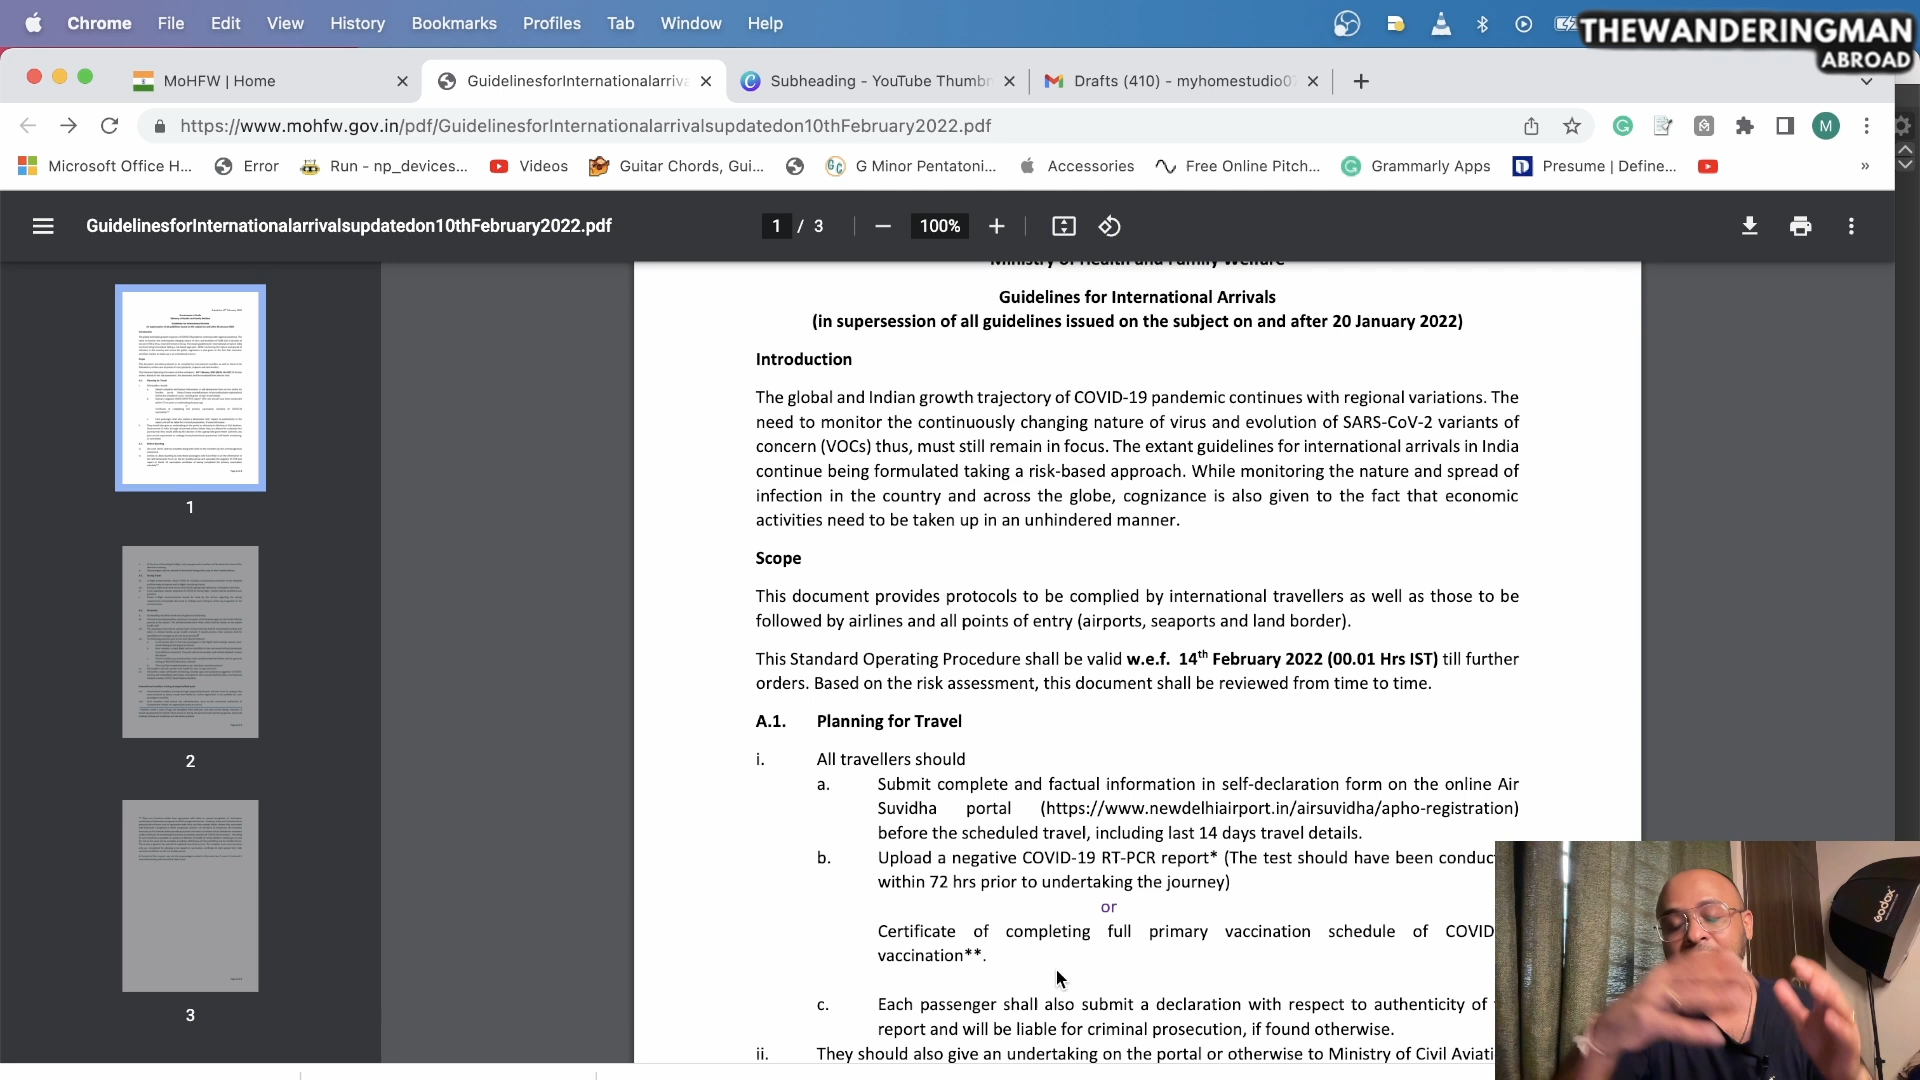 Chrome File Edit View History Bookmarks Profiles Tab Window Help
THEWANDERINGMAN
ABROAD
MoHFW | Home
GuidelinesforInternationalarriva
Subheading - YouTube Thumbn
Drafts (410) - myhomestudio07
https://www.mohfw.gov.in/pdf/GuidelinesforInternationalarrivalsupdatedon10thFebruary2022.pdf
M
Microsoft Office H... Error Run - np_devices... Videos Guitar Chords, Gui... G Minor Pentatoni... Accessories Free Online Pitch... Grammarly Apps Presume | Define... »
GuidelinesforInternationalarrivalsupdatedon10thFebruary2022.pdf 1 / 3 100%
1
2
3
Ministry of Health and Family Welfare
Guidelines for International Arrivals
(in supersession of all guidelines issued on the subject on and after 20 January 2022)
Introduction
The global and Indian growth trajectory of COVID-19 pandemic continues with regional variations. The
need to monitor the continuously changing nature of virus and evolution of SARS-CoV-2 variants of
concern (VOCs) thus, must still remain in focus. The extant guidelines for international arrivals in India
continue being formulated taking a risk-based approach. While monitoring the nature and spread of
infection in the country and across the globe, cognizance is also given to the fact that economic
activities need to be taken up in an unhindered manner.
Scope
This document provides protocols to be complied by international travellers as well as those to be
followed by airlines and all points of entry (airports, seaports and land border).
This Standard Operating Procedure shall be valid w.e.f. 14th February 2022 (00.01 Hrs IST) till further
orders. Based on the risk assessment, this document shall be reviewed from time to time.
A.1. Planning for Travel
i. All travellers should
a. Submit complete and factual information in self-declaration form on the online Air
Suvidha portal (https://www.newdelhiairport.in/airsuvidha/apho-registration)
before the scheduled travel, including last 14 days travel details.
b. Upload a negative COVID-19 RT-PCR report* (The test should have been conduc
within 72 hrs prior to undertaking the journey)
or
Certificate of completing full primary vaccination schedule of COVID
vaccination**.
c. Each passenger shall also submit a declaration with respect to authenticity of
report and will be liable for criminal prosecution, if found otherwise.
ii. They should also give an undertaking on the portal or otherwise to Ministry of Civil Aviati
Godox